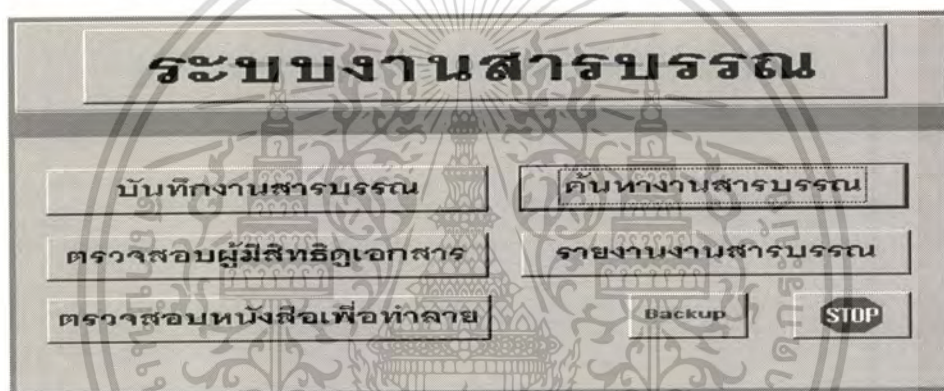 ระบบงานสารบรรณ
บันทึกงานสารบรรณ
ค้นหางานสารบรรณ
ตรวจสอบผู้มีสิทธิดูเอกสาร
รายงานงานสารบรรณ
ตรวจสอบหนังสือเพื่อทำลาย
Backup
STOP